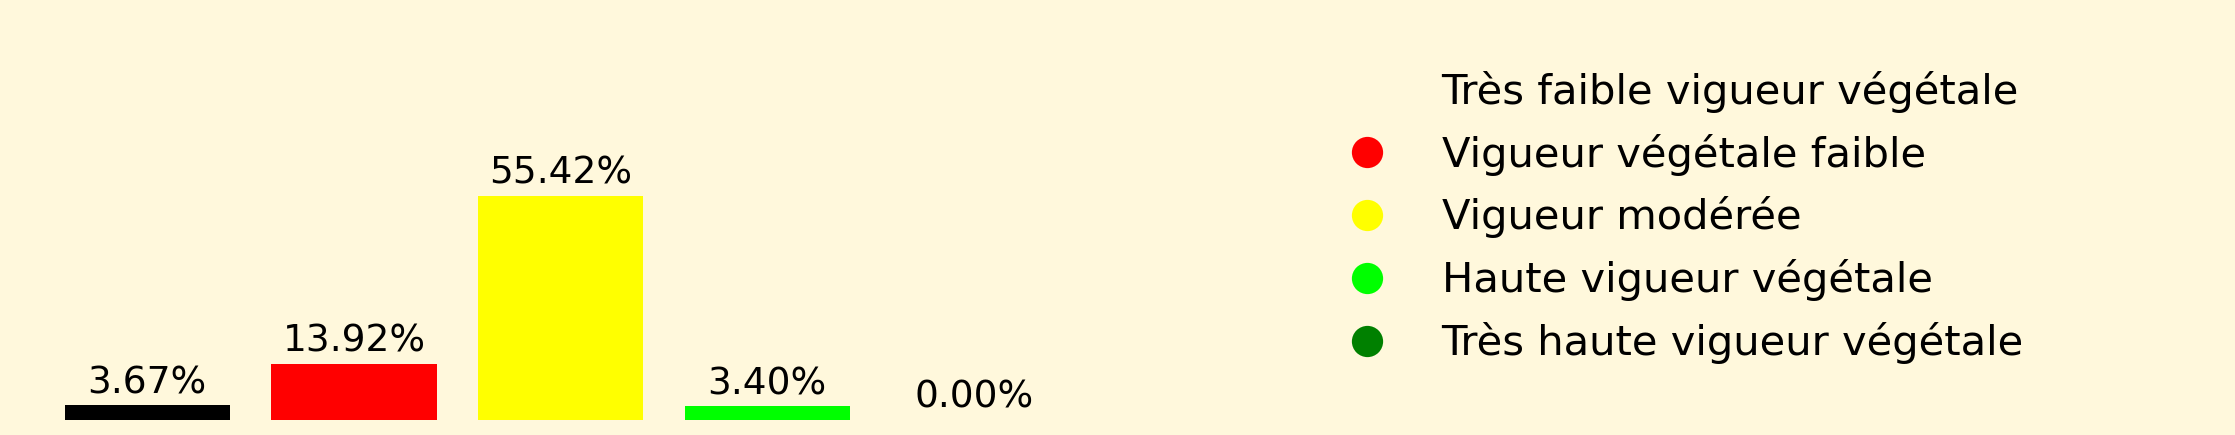 55.42%
13.92%
3.67%
3.40%
0.00%
Très faible vigueur végétale
Vigueur végétale faible
Vigueur modérée
Haute vigueur végétale
Très haute vigueur végétale